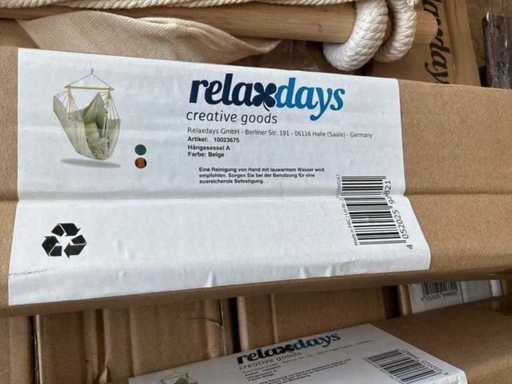 relaxdays
creative goods
Relaxdays GmbH - Berliner Str. 191 - 06116 Halle (Saale) - Germany
Artikel: 10023675
Hängesessel A
Farbe: Beige
Eine Reinigung von Hand mit lauwarmem Wasser wird
empfohlen. Sorgen Sie bei der Benutzung für eine
ausreichende Befestigung.
relaxdays
creative goods